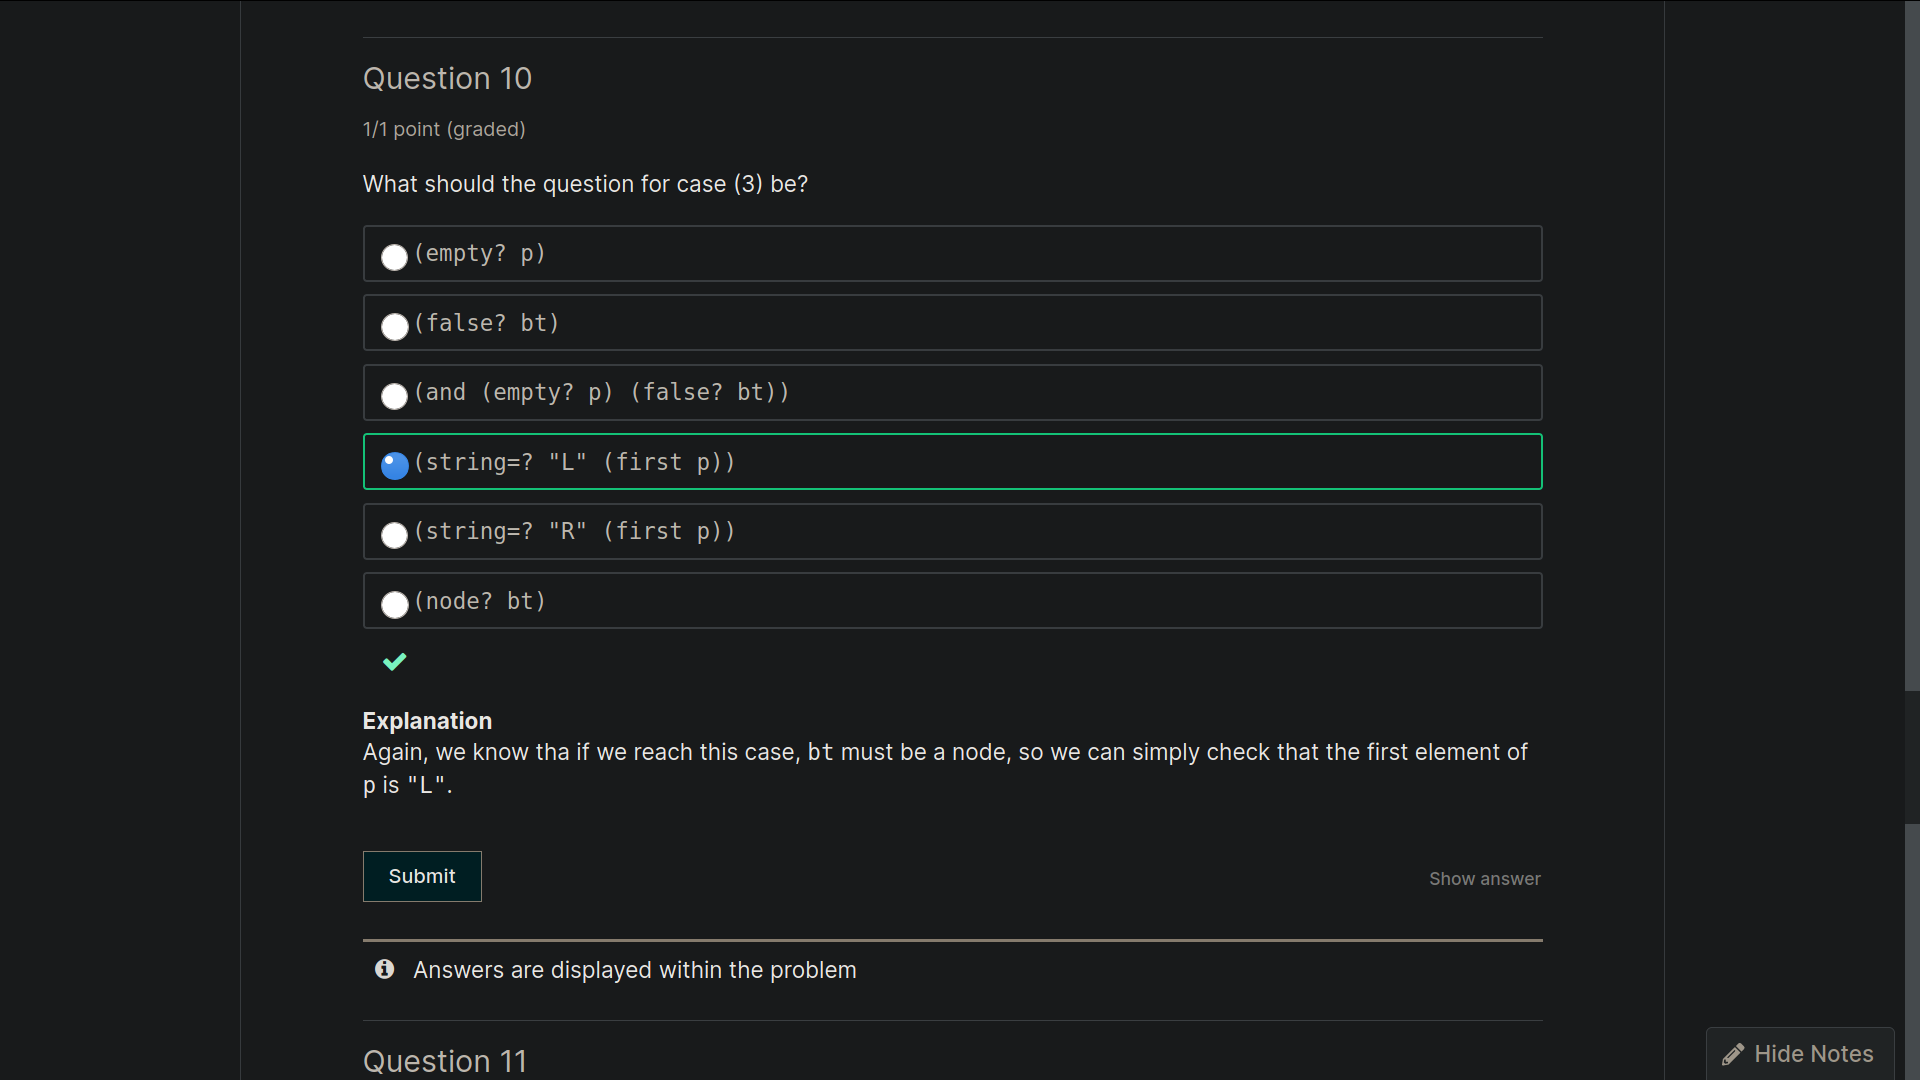 Question 10
1/1 point (graded)
What should the question for case (3) be?
(empty? p)
(false? bt)
(and (empty? p) (false? bt))
(string=? "L" (first p))
(string=? "R" (first p))
(node? bt)
Explanation
Again, we know tha if we reach this case, bt must be a node, so we can simply check that the first element of
p is "L".
Submit
Show answer
Answers are displayed within the problem
Question 11
Hide Notes